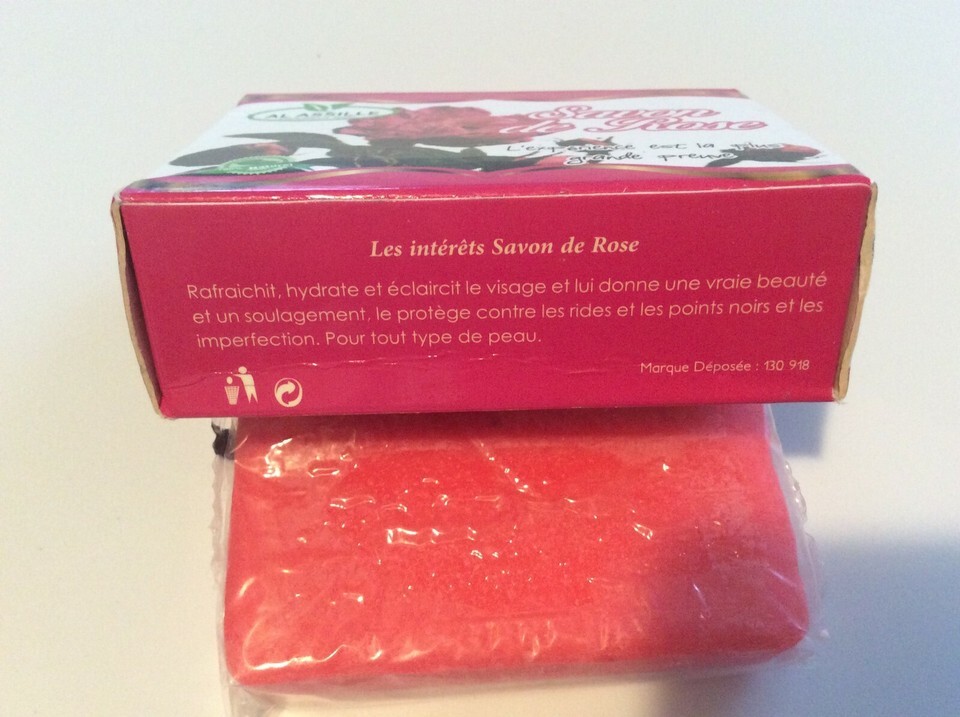 AL ASSILLE
Savon
de Rose
L'expérience est la plus
grande preuve
Les intérêts Savon de Rose
Rafraichit, hydrate et éclaircit le visage et lui donne une vraie beauté
et un soulagement, le protège contre les rides et les points noirs et les
imperfection. Pour tout type de peau.
Marque Déposée : 130 918